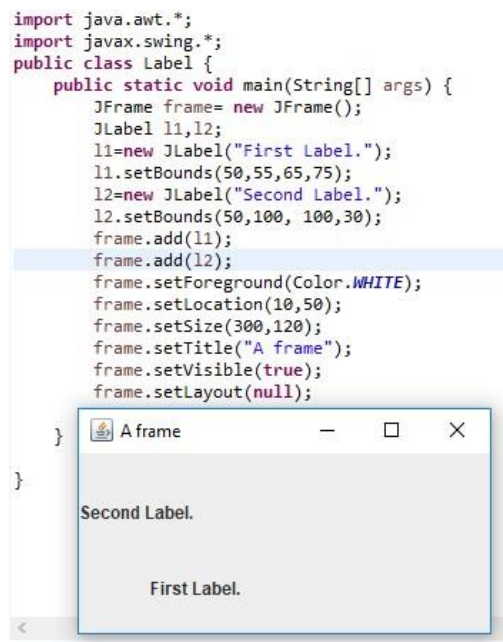 import java.awt.*;
import javax.swing.*;
public class Label {
    public static void main(String[] args) {
        JFrame frame= new JFrame();
        JLabel l1,l2;
        l1=new JLabel("First Label.");
        l1.setBounds(50,55,65,75);
        l2=new JLabel("Second Label.");
        l2.setBounds(50,100, 100,30);
        frame.add(l1);
        frame.add(l2);
        frame.setForeground(Color.WHITE);
        frame.setLocation(10,50);
        frame.setSize(300,120);
        frame.setTitle("A frame");
        frame.setVisible(true);
        frame.setLayout(null);
    }
}
A frame
Second Label.
First Label.